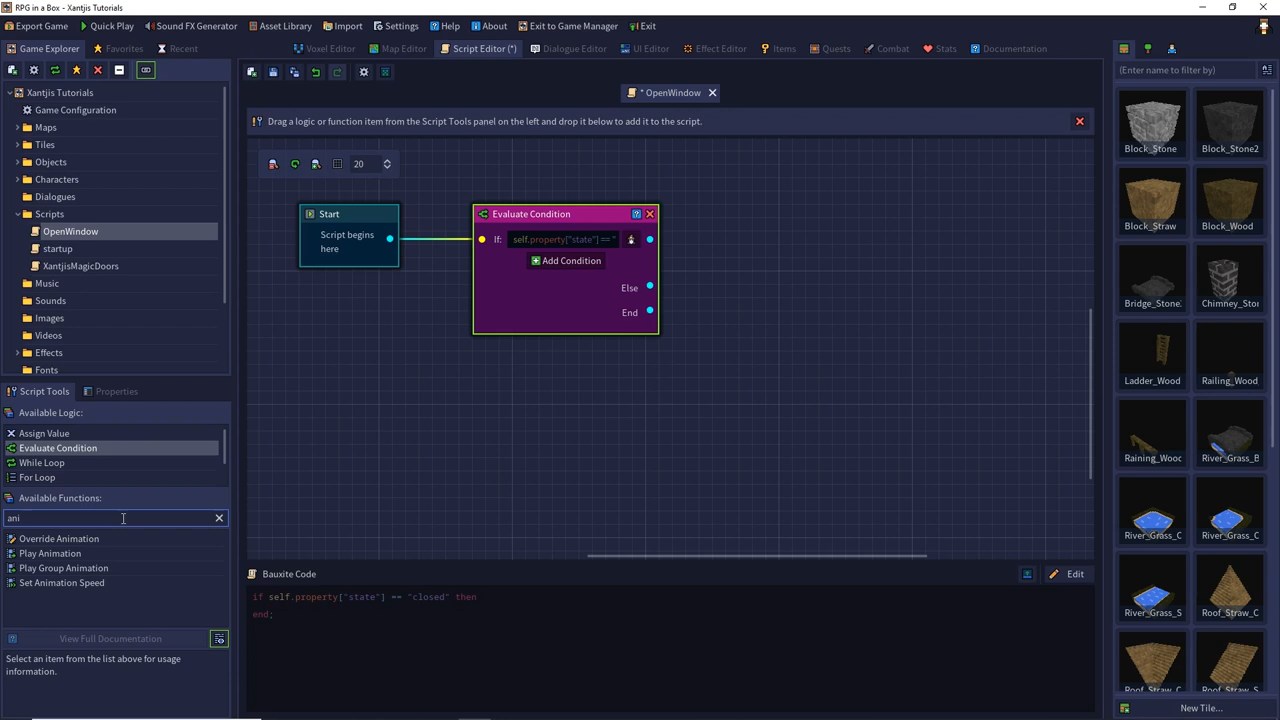 RPG in a Box - Xantjis Tutorials
Export Game
Quick Play
Sound FX Generator
Asset Library
Import
Settings
Help
About
Exit to Game Manager
Exit
Game Explorer
Favorites
Recent
Voxel Editor
Map Editor
Script Editor (*)
Dialogue Editor
UI Editor
Effect Editor
Items
Quests
Combat
Stats
Documentation
(Enter name to filter by)
Xantjis Tutorials
Game Configuration
Maps
Tiles
Objects
Characters
Dialogues
Scripts
OpenWindow
startup
XantjisMagicDoors
Music
Sounds
Images
Videos
Effects
Fonts
Script Tools
Properties
Available Logic:
Assign Value
Evaluate Condition
While Loop
For Loop
Available Functions:
ani
Override Animation
Play Animation
Play Group Animation
Set Animation Speed
View Full Documentation
Select an item from the list above for usage
information.
* OpenWindow
Drag a logic or function item from the Script Tools panel on the left and drop it below to add it to the script.
20
Start
Script begins
here
Evaluate Condition
If: self.property["state"] == "
Add Condition
Else
End
Bauxite Code
Edit
if self.property["state"] == "closed" then
end;
Block_Stone
Block_Stone2
Block_Straw
Block_Wood
Bridge_Stone.
Chimney_Stor
Ladder_Wood
Railing_Wood
Raining_Wooc
River_Grass_B
River_Grass_C
River_Grass_C
River_Grass_S
Roof_Straw_C
Roof_Straw_C
Roof_Straw_S
New Tile...